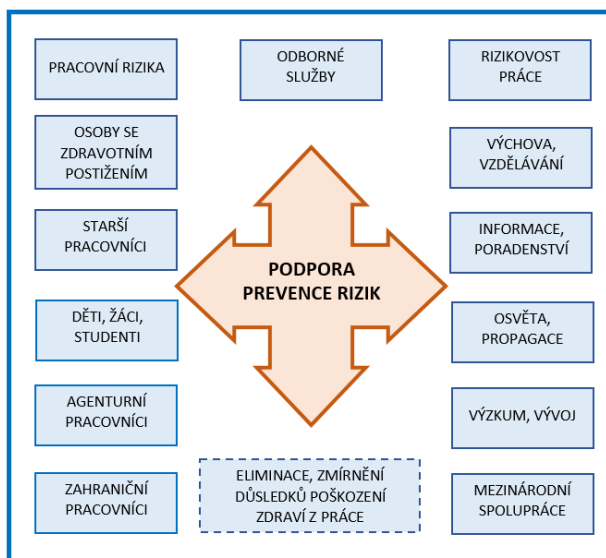 PRACOVNÍ RIZIKA
ODBORNÉ
SLUŽBY
RIZIKOVOST
PRÁCE
OSOBY SE
ZDRAVOTNÍM
POSTIŽENÍM
VÝCHOVA,
VZDĚLÁVÁNÍ
STARŠÍ
PRACOVNÍCI
INFORMACE,
PORADENSTVÍ
PODPORA
PREVENCE RIZIK
DĚTI, ŽÁCI,
STUDENTI
OSVĚTA,
PROPAGACE
AGENTURNÍ
PRACOVNÍCI
VÝZKUM, VÝVOJ
ZAHRANIČNÍ
PRACOVNÍCI
ELIMINACE, ZMÍRNĚNÍ
DŮSLEDKŮ POŠKOZENÍ
ZDRAVÍ Z PRÁCE
MEZINÁRODNÍ
SPOLUPRÁCE